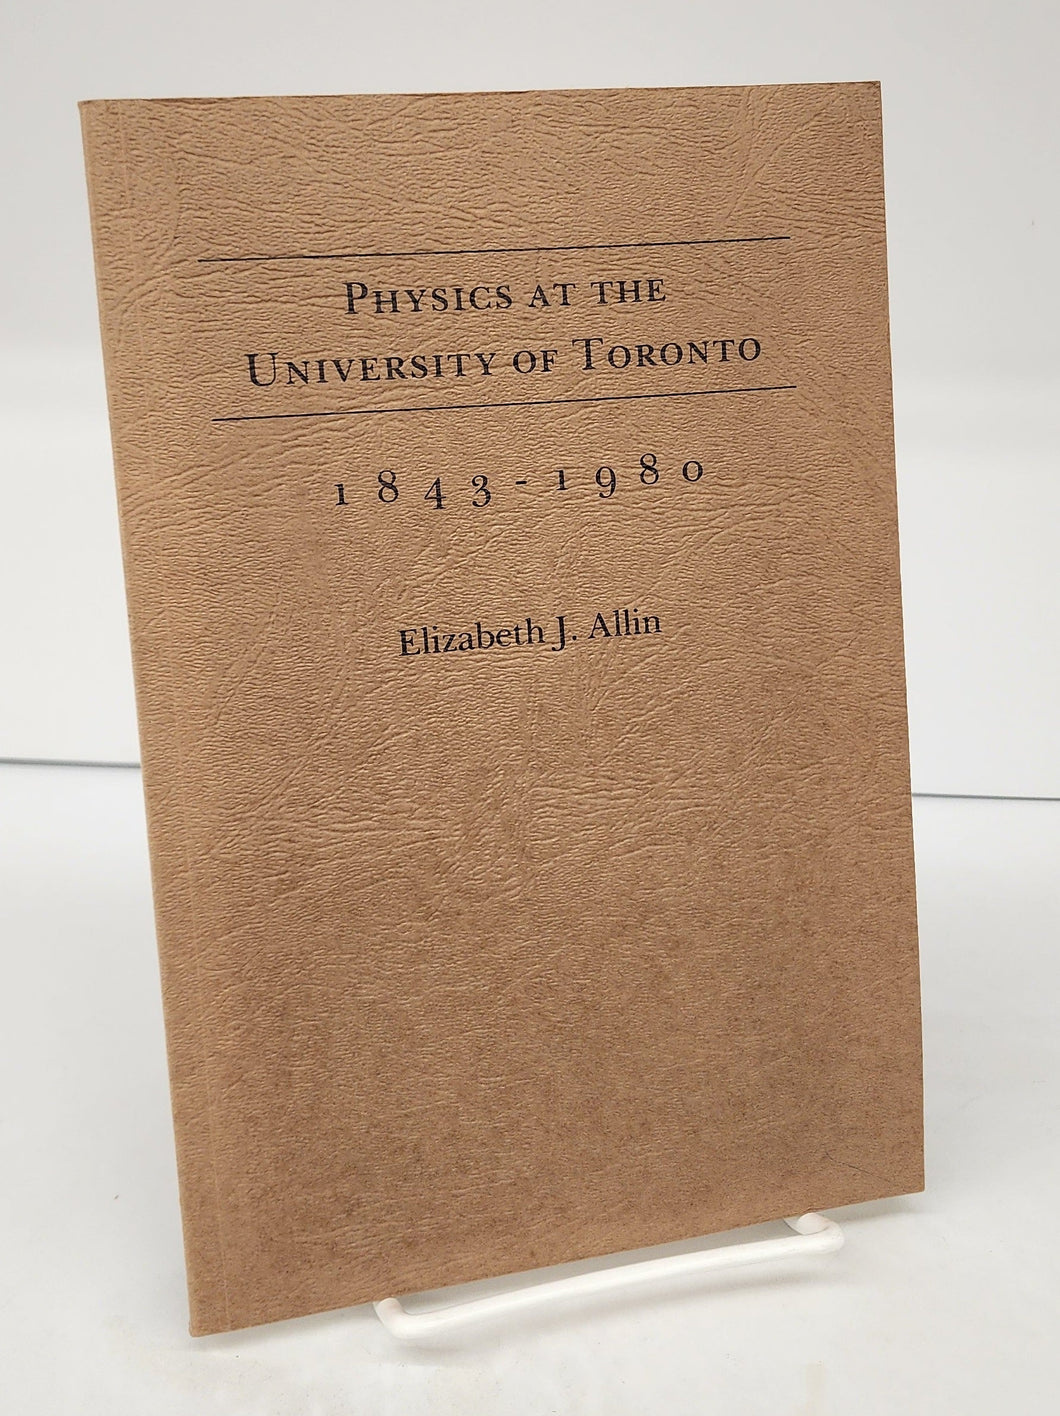 PHYSICS AT THE
UNIVERSITY OF TORONTO
1843-1980
Elizabeth J. Allin